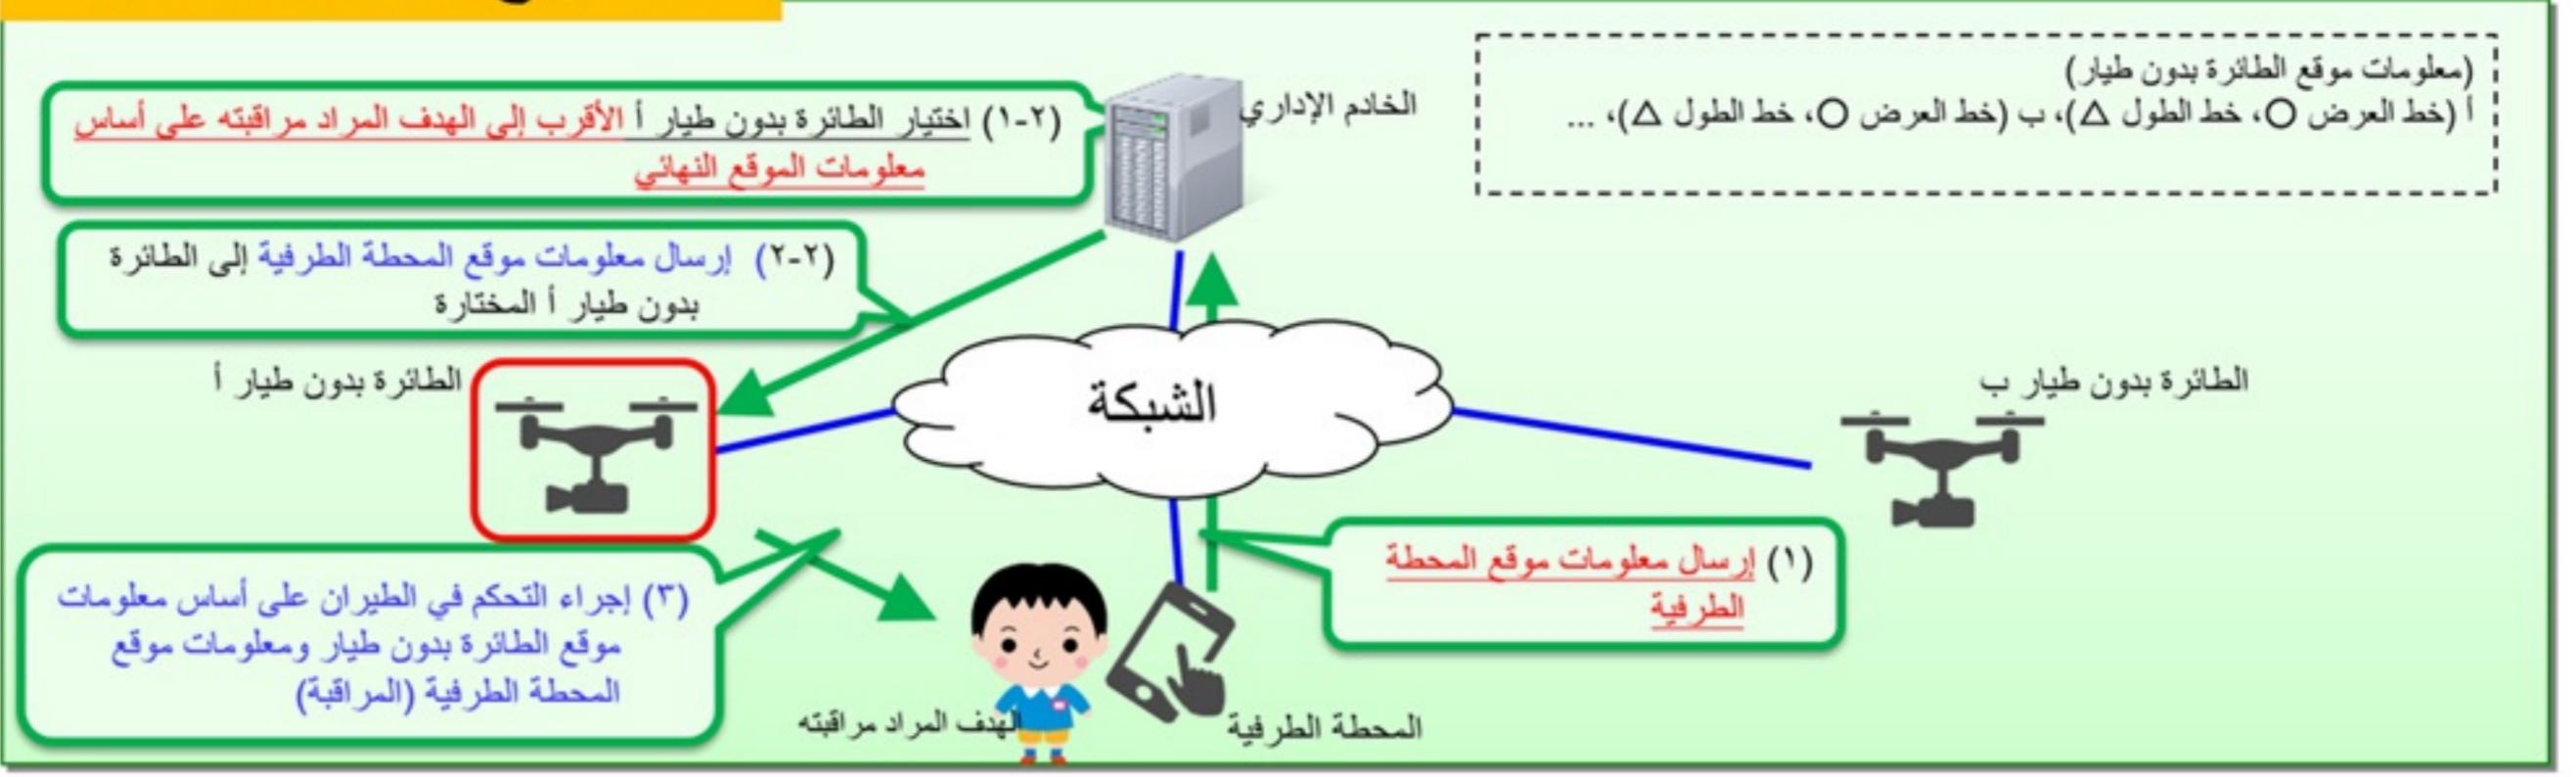 (معلومات موقع الطائرة بدون طيار)
أ (خط العرض ○، خط الطول △)، ب (خط العرض ○، خط الطول △)، ...
الخادم الإداري
(٢-١) اختيار الطائرة بدون طيار أ الأقرب إلى الهدف المراد مراقبته على أساس
معلومات الموقع النهائي
(٢-٢) إرسال معلومات موقع المحطة الطرفية إلى الطائرة
بدون طيار أ المختارة
الطائرة بدون طيار ب
الشبكة
الطائرة بدون طيار أ
(١) إرسال معلومات موقع المحطة
الطرفية
(٣) إجراء التحكم في الطيران على أساس معلومات
موقع الطائرة بدون طيار ومعلومات موقع
المحطة الطرفية (المراقبة)
المحطة الطرفية
الهدف المراد مراقبته